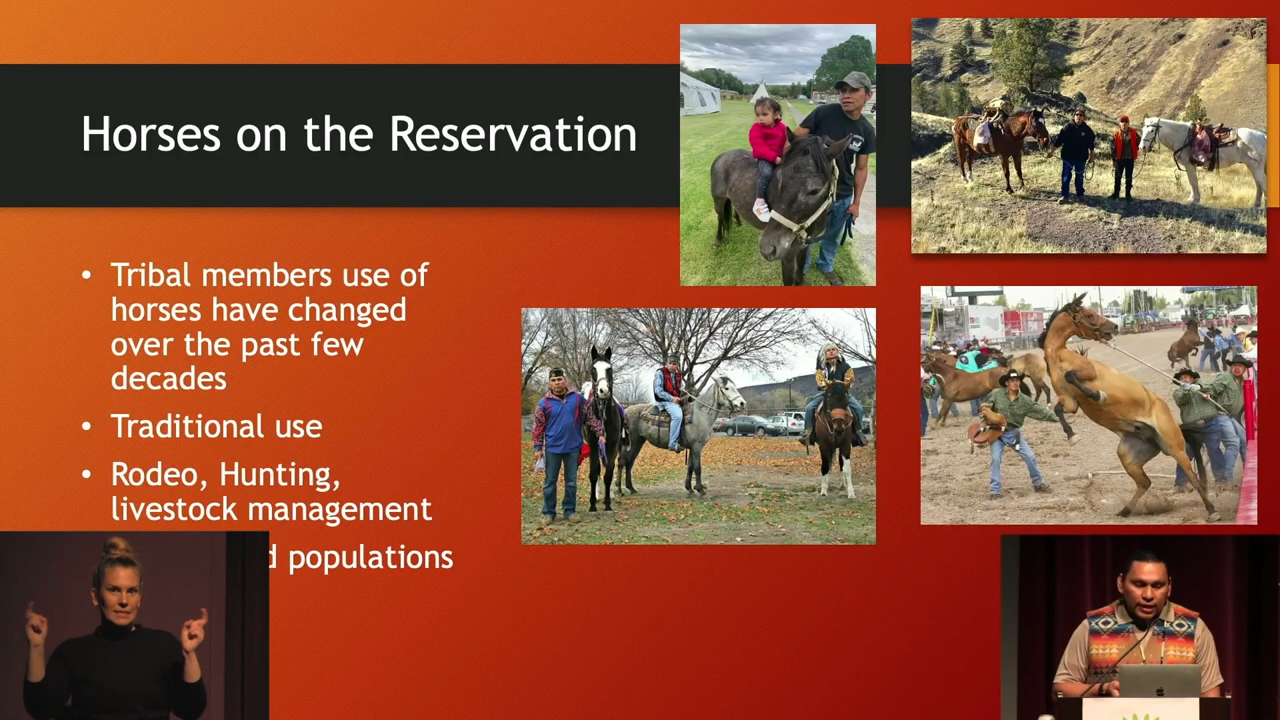 Horses on the Reservation
• Tribal members use of
horses have changed
over the past few
decades
• Traditional use
• Rodeo, Hunting,
livestock management
populations